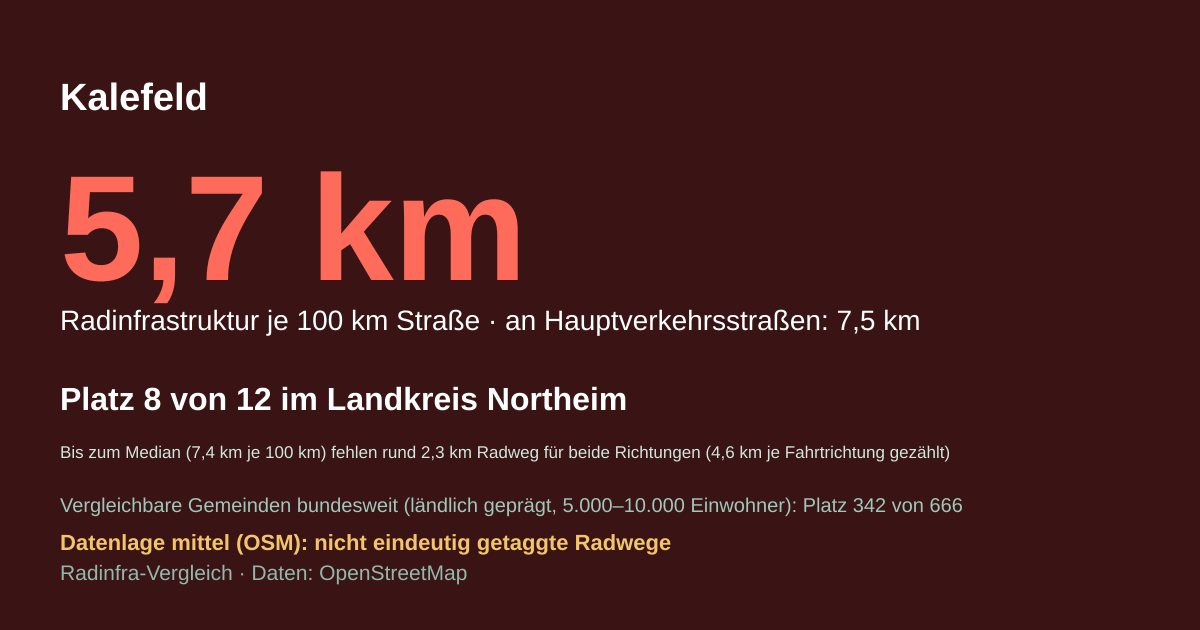 Kalefeld
5,7 km
Radinfrastruktur je 100 km Straße · an Hauptverkehrsstraßen: 7,5 km
Platz 8 von 12 im Landkreis Northeim
Bis zum Median (7,4 km je 100 km) fehlen rund 2,3 km Radweg für beide Richtungen (4,6 km je Fahrtrichtung gezählt)
Vergleichbare Gemeinden bundesweit (ländlich geprägt, 5.000–10.000 Einwohner): Platz 342 von 666
Datenlage mittel (OSM): nicht eindeutig getaggte Radwege
Radinfra-Vergleich · Daten: OpenStreetMap